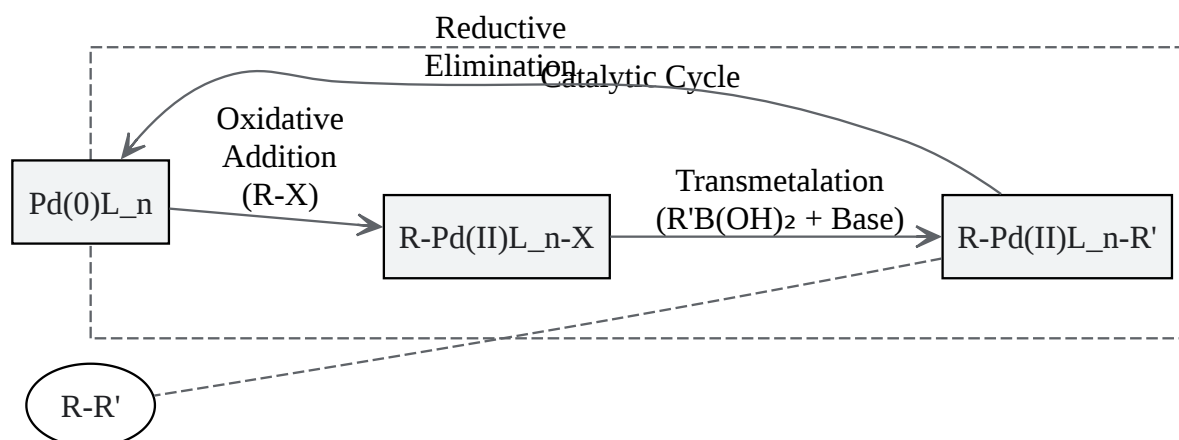 Reductive
Elimination
Catalytic Cycle
Oxidative
Addition
(R-X)
Transmetalation
(R'B(OH)₂ + Base)
Pd(0)L_n
R-Pd(II)L_n-X
R-Pd(II)L_n-R'
R-R'